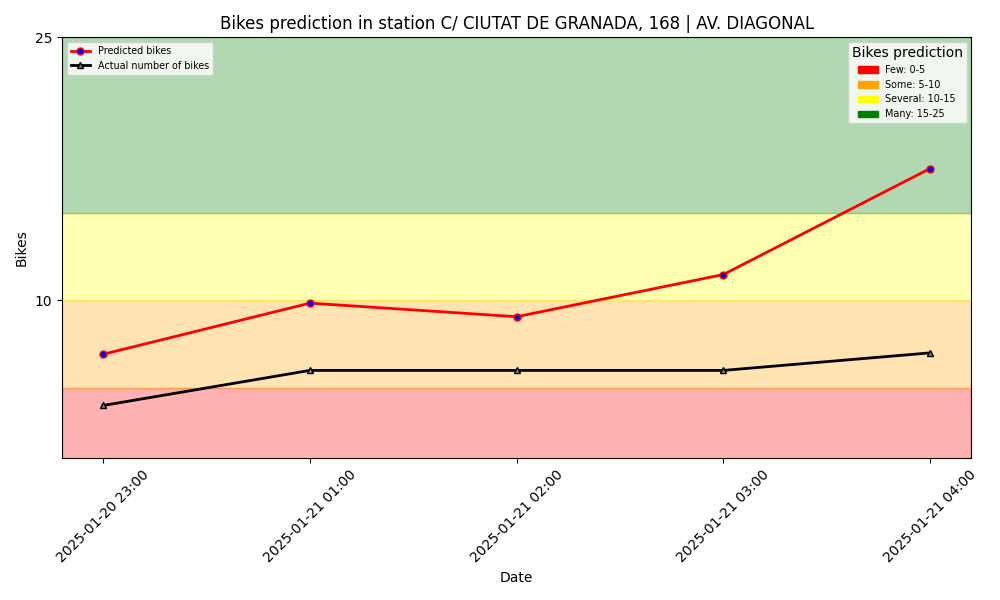 Bikes prediction in station C/ CIUTAT DE GRANADA, 168 | AV. DIAGONAL
25
Predicted bikes
Actual number of bikes
Bikes prediction
Few: 0-5
Some: 5-10
Several: 10-15
Many: 15-25
Bikes
10
2025-01-20 23:00
2025-01-21 01:00
2025-01-21 02:00
2025-01-21 03:00
2025-01-21 04:00
Date